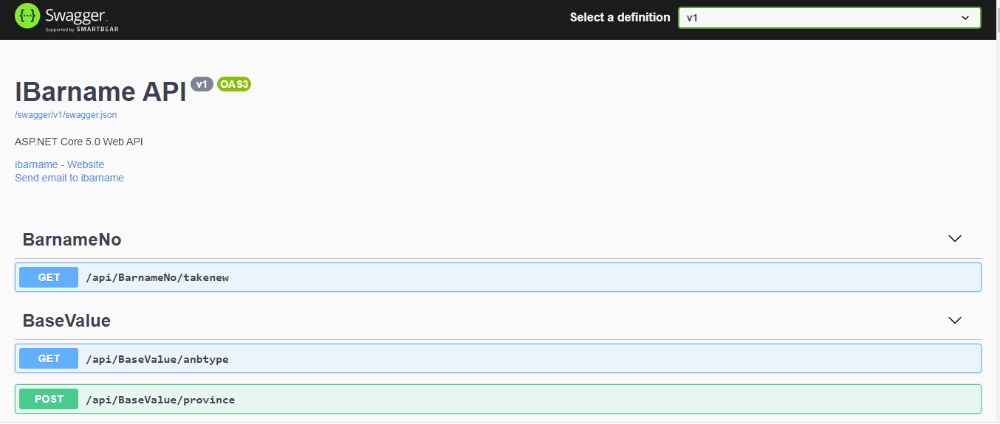 Swagger
Supported by SMARTBEAR
Select a definition
v1
IBarname API v1 OAS3
/swagger/v1/swagger.json
ASP.NET Core 5.0 Web API
ibarname - Website
Send email to ibarname
BarnameNo
GET /api/BarnameNo/takenew
BaseValue
GET /api/BaseValue/anbtype
POST /api/BaseValue/province